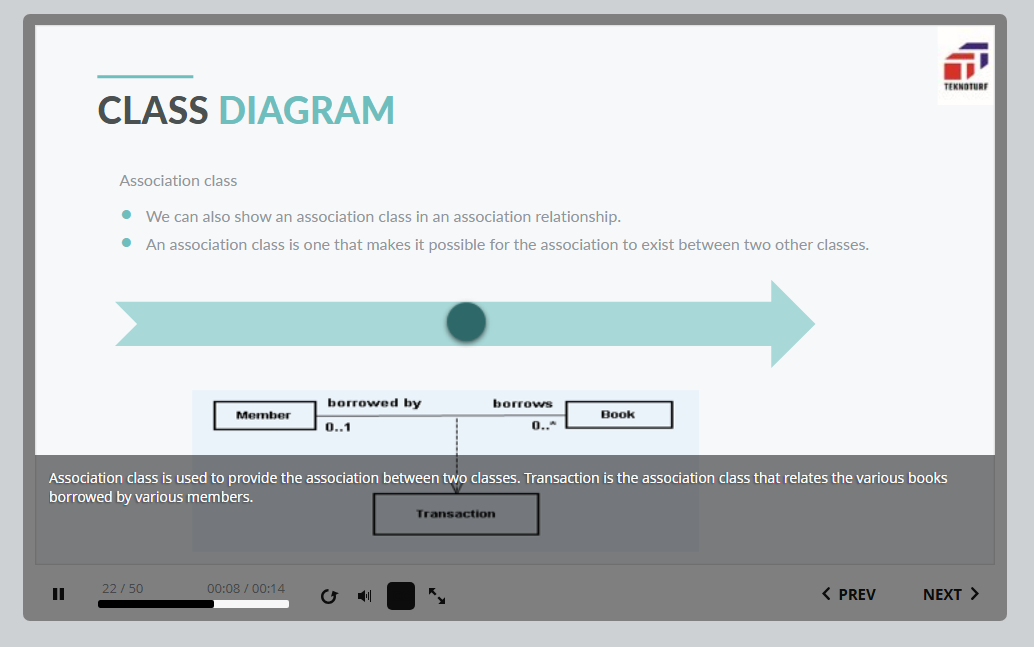 TEKNOTURF
CLASS DIAGRAM
Association class
We can also show an association class in an association relationship.
An association class is one that makes it possible for the association to exist between two other classes.
Member
borrowed by
borrows
Book
0..1
0..*
Association class is used to provide the association between two classes. Transaction is the association class that relates the various books
borrowed by various members.
Transaction
22 / 50
00:08 / 00:14
PREV
NEXT